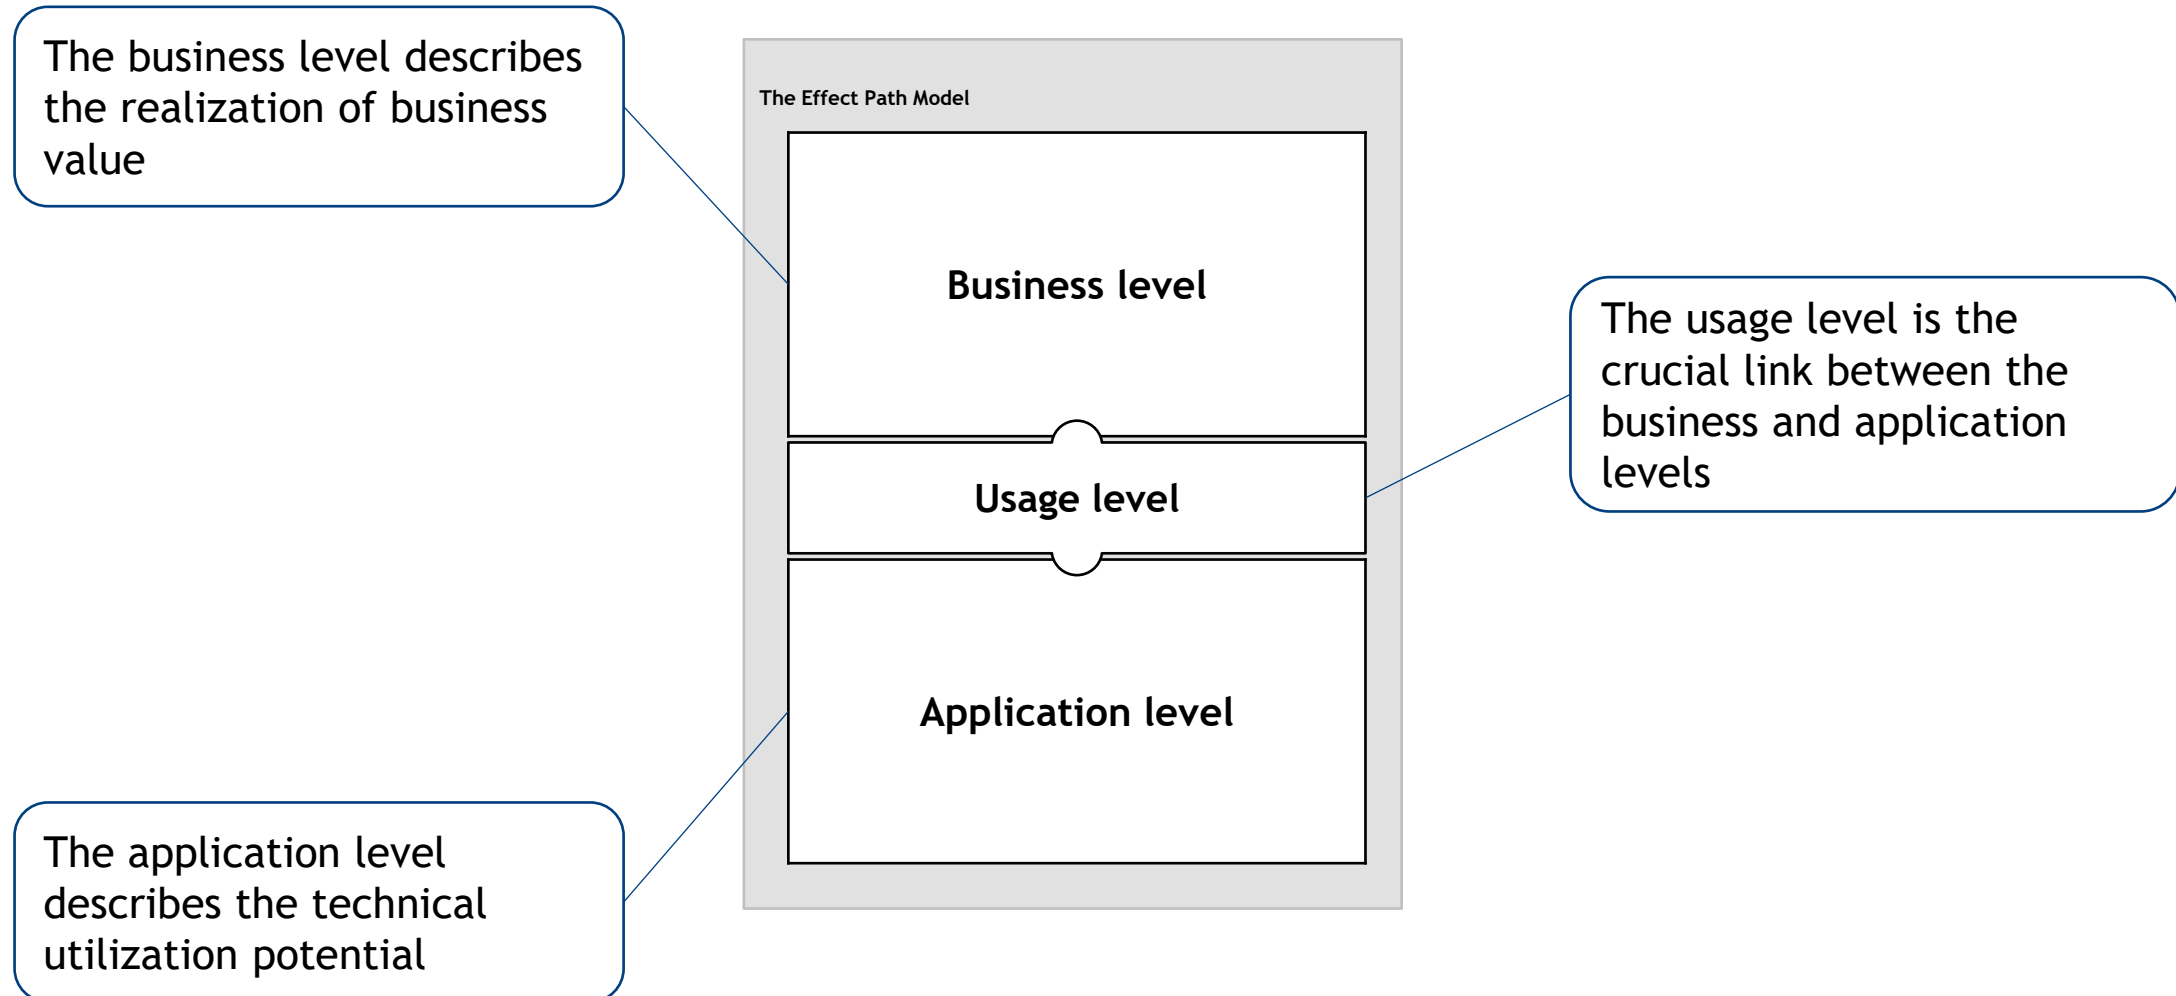 The business level describes
the realization of business
value
The Effect Path Model
Business level
The usage level is the
crucial link between the
business and application
levels
Usage level
Application level
The application level
describes the technical
utilization potential